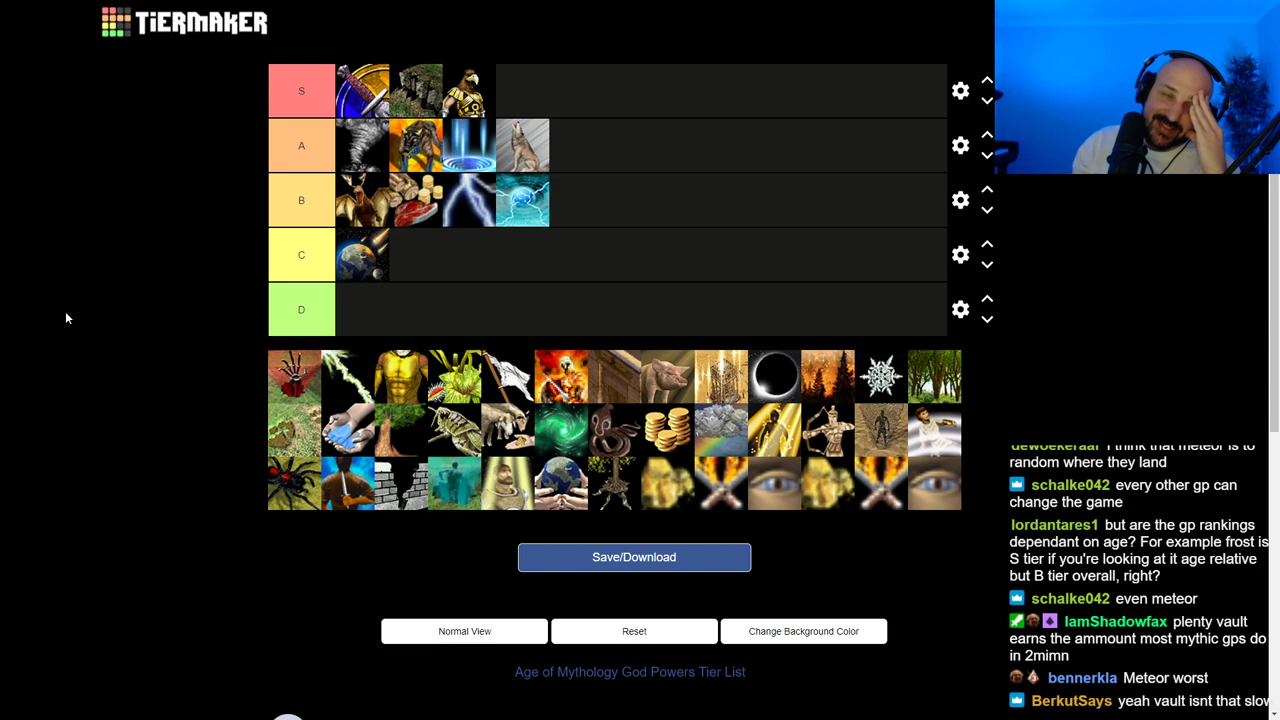 TiERMAKER
S
A
B
C
D
Save/Download
Normal View
Reset
Change Background Color
Age of Mythology God Powers Tier List
dewoekeraar I think that meteor is to
random where they land
schalke042 every other gp can
change the game
lordantares1 but are the gp rankings
dependant on age? For example frost is
S tier if you're looking at it age relative
but B tier overall, right?
schalke042 even meteor
IamShadowfax plenty vault
earns the ammount most mythic gps do
in 2mimn
bennerkla Meteor worst
BerkutSays yeah vault isnt that slow